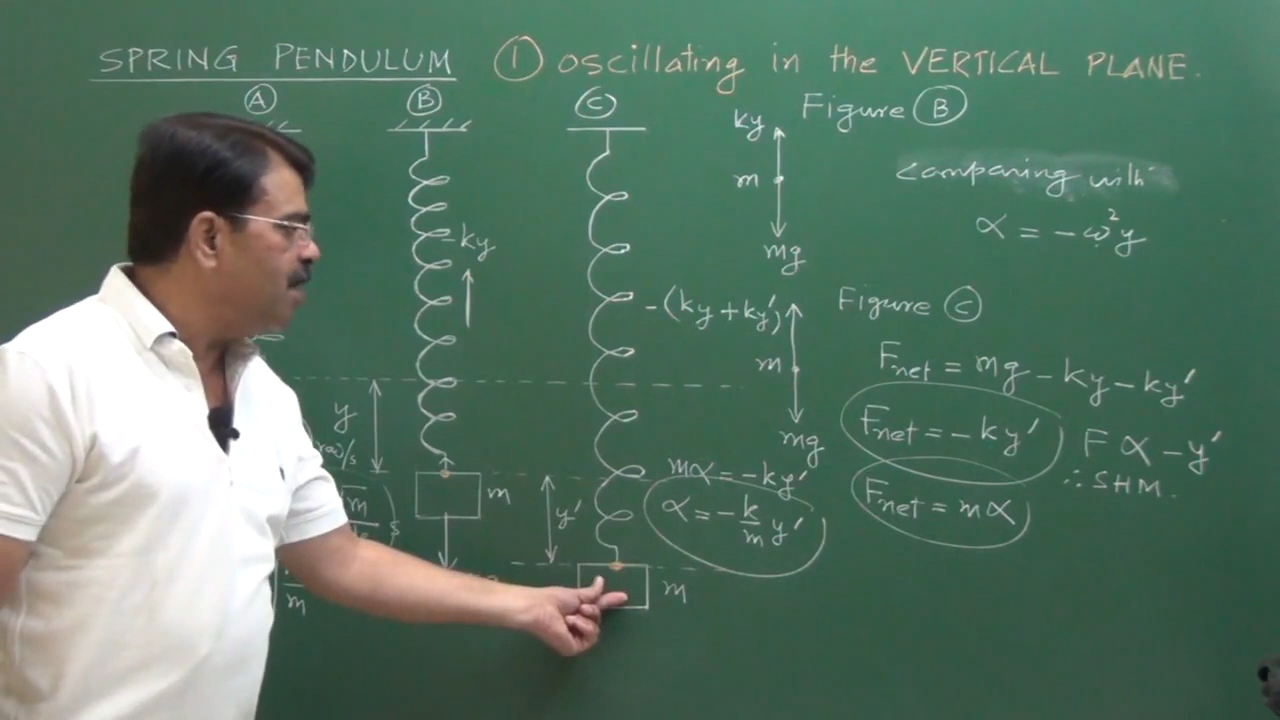 SPRING PENDULUM ① oscillating in the VERTICAL PLANE.
Ⓐ Ⓑ Ⓒ
ky Figure Ⓑ
m
mg
comparing with
α = -ω²y
-ky
-(ky + ky′)
m
mg
Figure Ⓒ
Fnet = mg - ky - ky′
Fnet = -ky′ F α -y′
∴ SHM.
Fnet = mα
y
rad/s
m
y′
mα = -ky′
α = -k/m y′
m
m